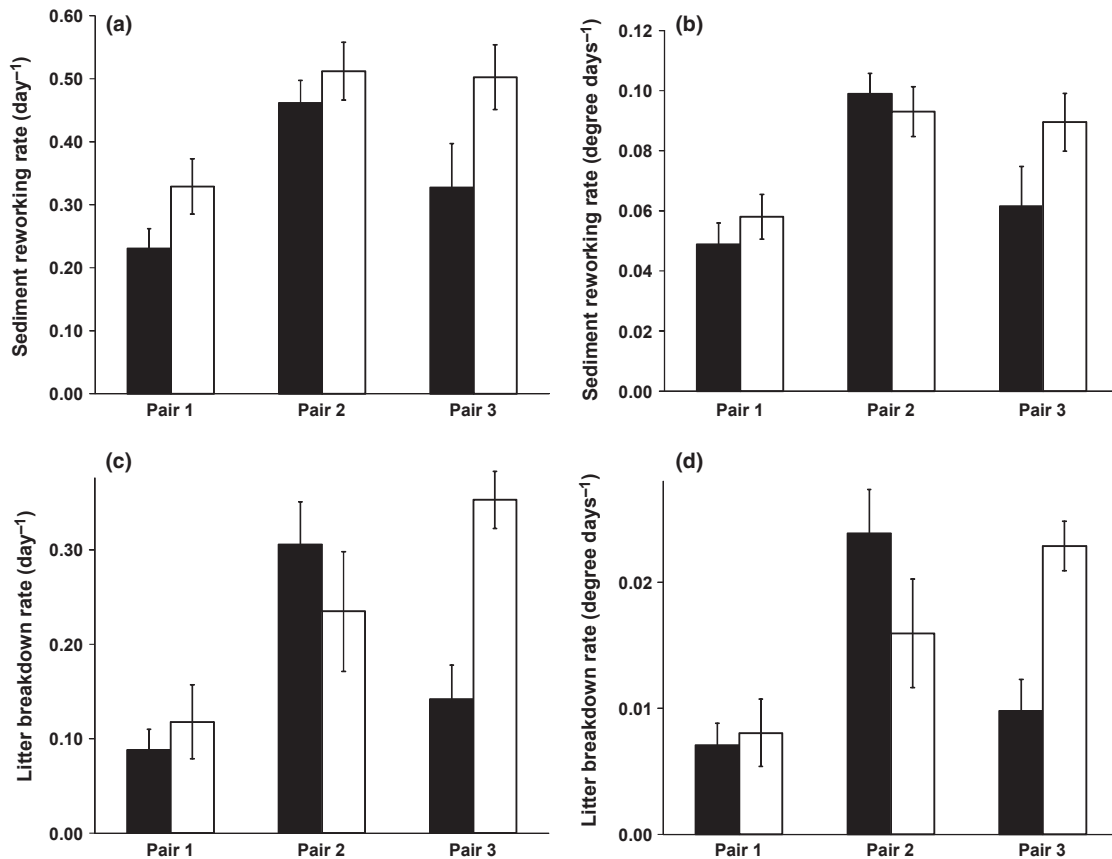 (a)
Sediment reworking rate (day⁻¹)
0.60
0.50
0.40
0.30
0.20
0.10
0.00
Pair 1 Pair 2 Pair 3
(b)
Sediment reworking rate (degree days⁻¹)
0.12
0.10
0.08
0.06
0.04
0.02
0.00
Pair 1 Pair 2 Pair 3
(c)
Litter breakdown rate (day⁻¹)
0.30
0.20
0.10
0.00
Pair 1 Pair 2 Pair 3
(d)
Litter breakdown rate (degree days⁻¹)
0.02
0.01
0.00
Pair 1 Pair 2 Pair 3